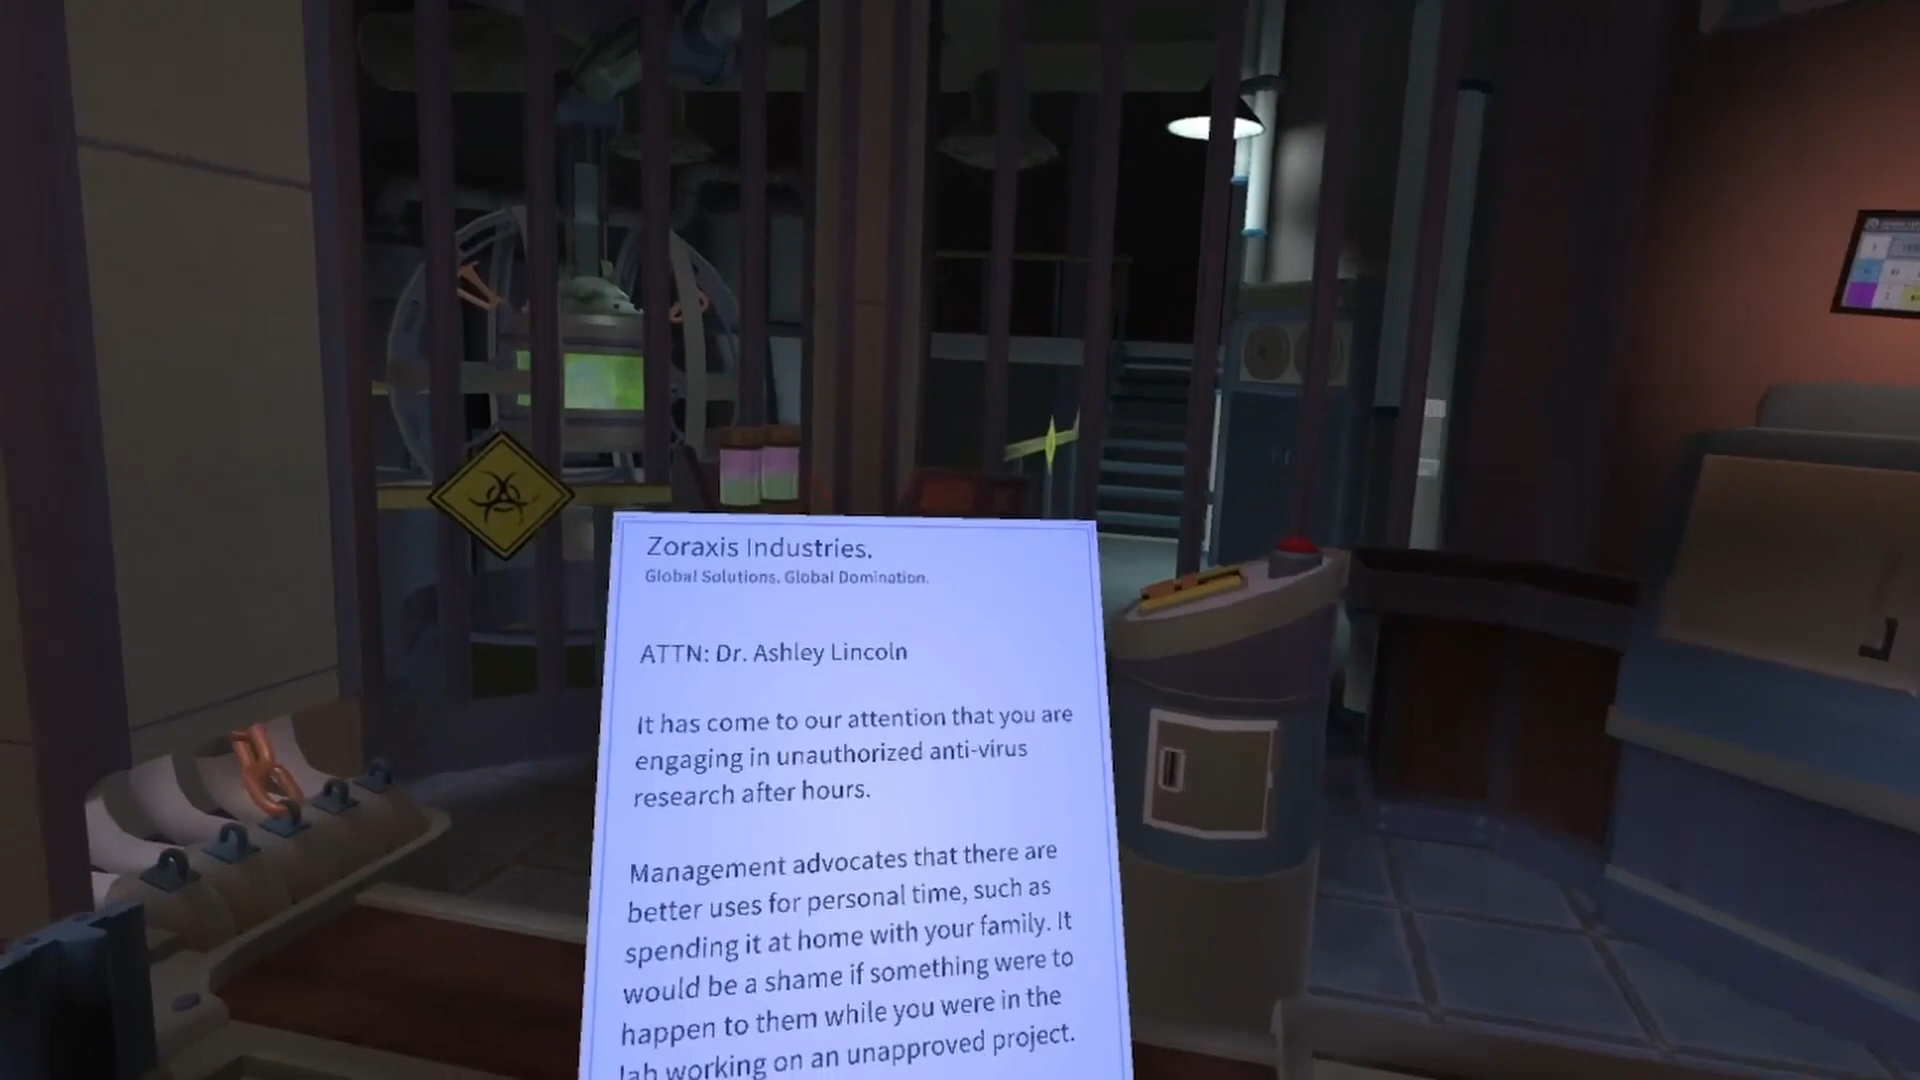 Zoraxis Industries.
Global Solutions. Global Domination.
ATTN: Dr. Ashley Lincoln
It has come to our attention that you are
engaging in unauthorized anti-virus
research after hours.
Management advocates that there are
better uses for personal time, such as
spending it at home with your family. It
would be a shame if something were to
happen to them while you were in the
lab working on an unapproved project.